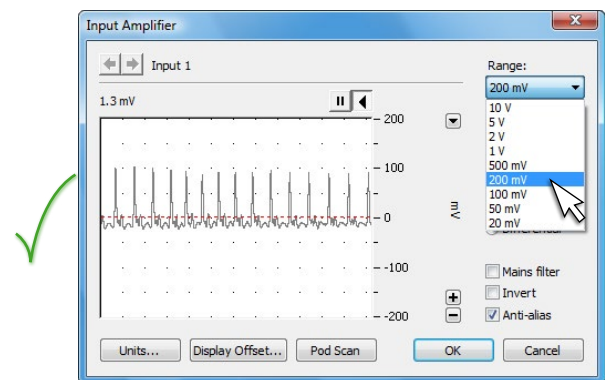 Input Amplifier
Input 1
Range:
200 mV
1.3 mV
10 V
5 V
2 V
1 V
500 mV
200 mV
100 mV
50 mV
20 mV
200
100
0
-100
-200
mV
Differential
Mains filter
Invert
Anti-alias
Units...
Display Offset...
Pod Scan
OK
Cancel